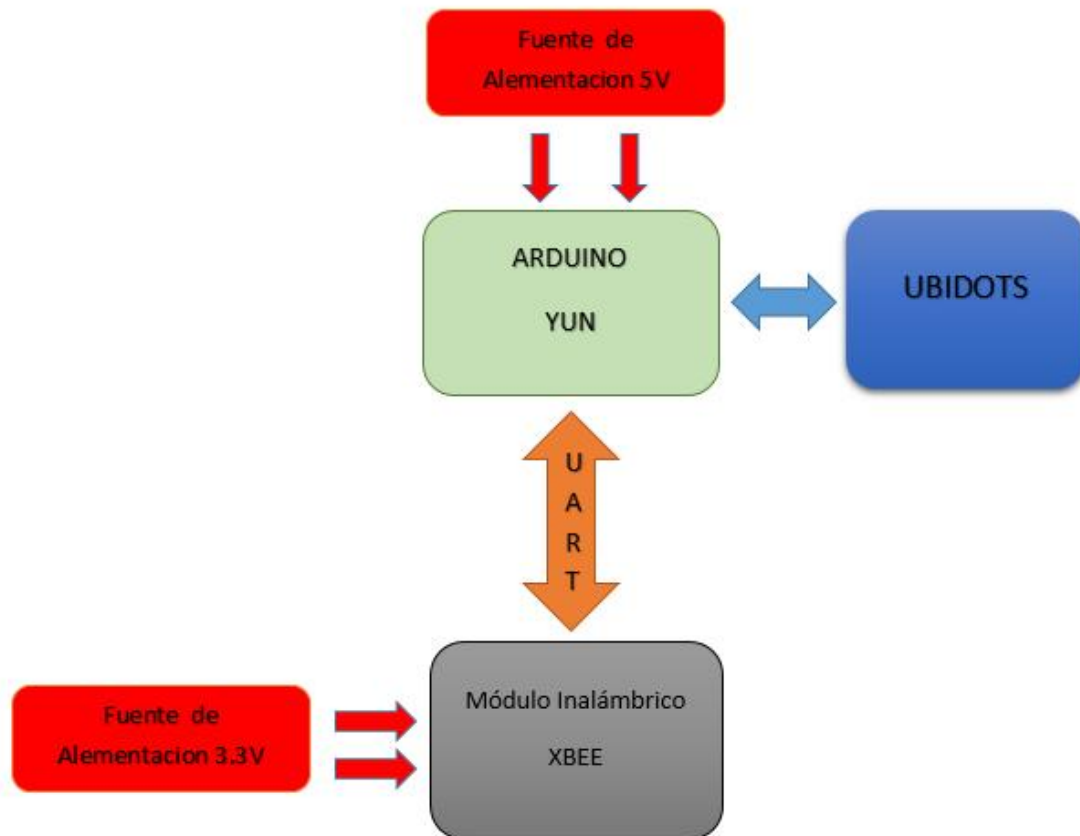 Fuente de
Alementacion 5V
ARDUINO
YUN
UBIDOTS
U
A
R
T
Módulo Inalámbrico
XBEE
Fuente de
Alementacion 3.3V